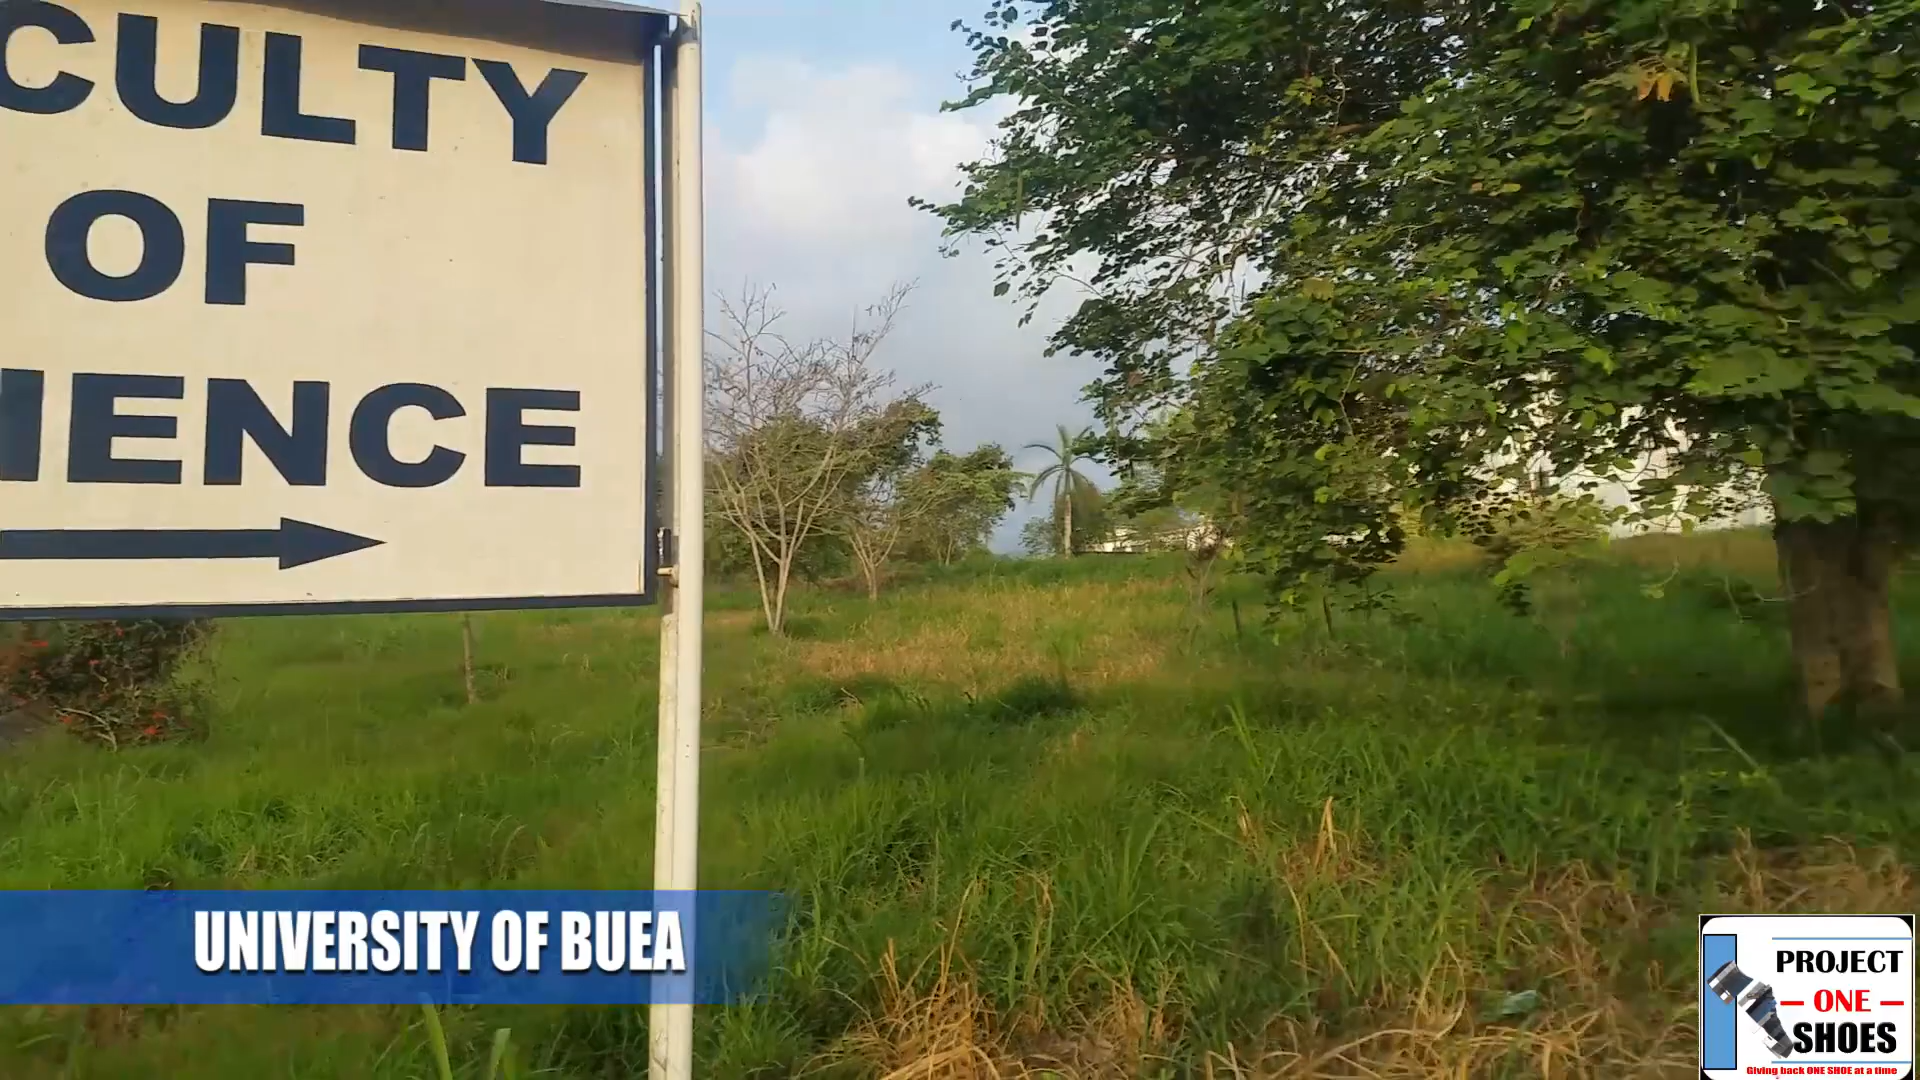 CULTY
OF
IENCE
UNIVERSITY OF BUEA
PROJECT
ONE
SHOES
Giving back ONE SHOE at a time